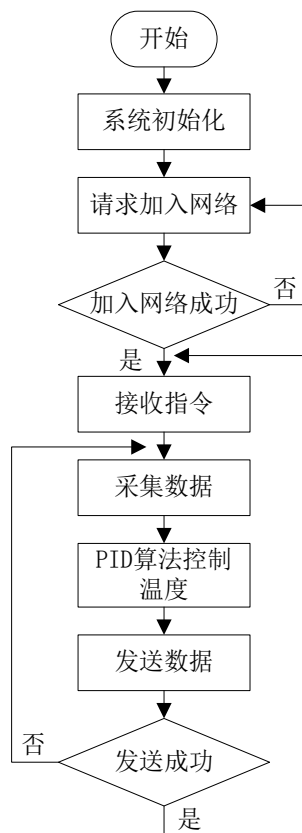 开始
系统初始化
请求加入网络
加入网络成功
否
是
接收指令
采集数据
PID算法控制
温度
发送数据
发送成功
否
是